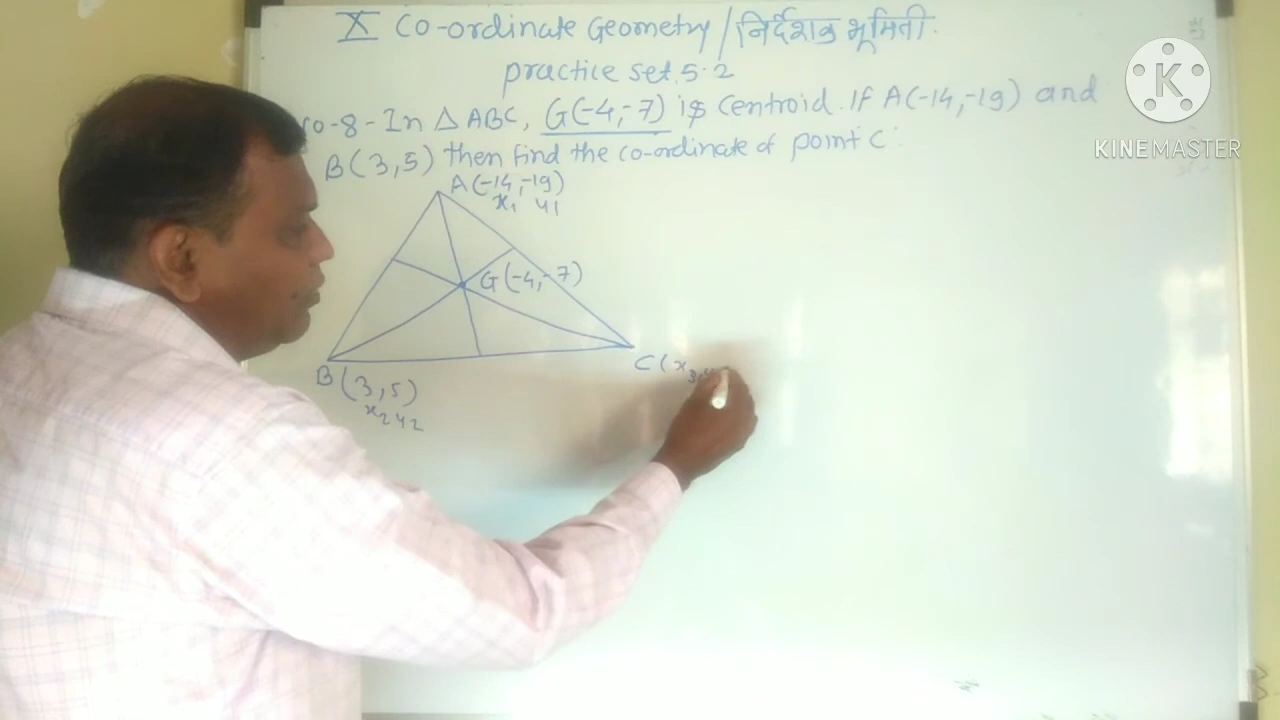 X Co-ordinate Geometry / निर्देशक भूमिती.
practice set 5.2
-8- In △ ABC, G(-4,-7) is Centroid. If A(-14,-19) and
B(3,5) then find the co-ordinate of point C.
A(-14,-19)
x1 y1
G(-4,-7)
B(3,5)
x2 y2
C(x3,
K
KINEMASTER